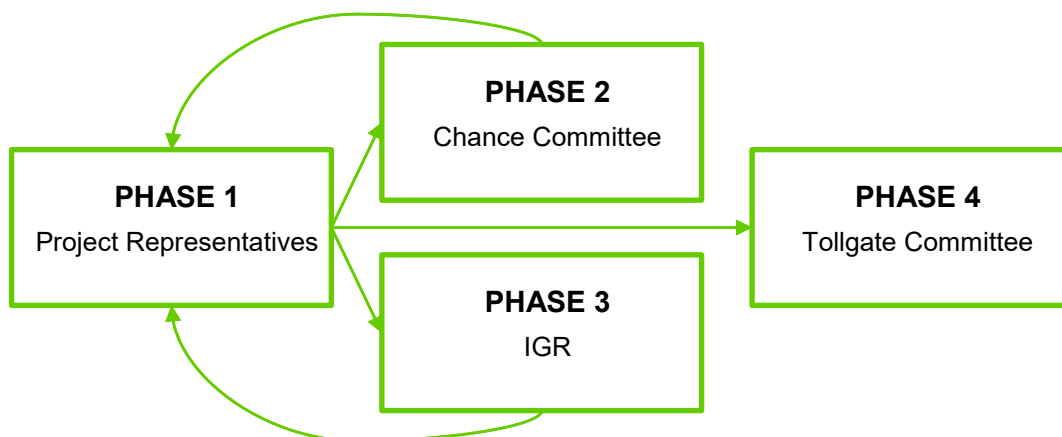 PHASE 1
Project Representatives
PHASE 2
Chance Committee
PHASE 3
IGR
PHASE 4
Tollgate Committee